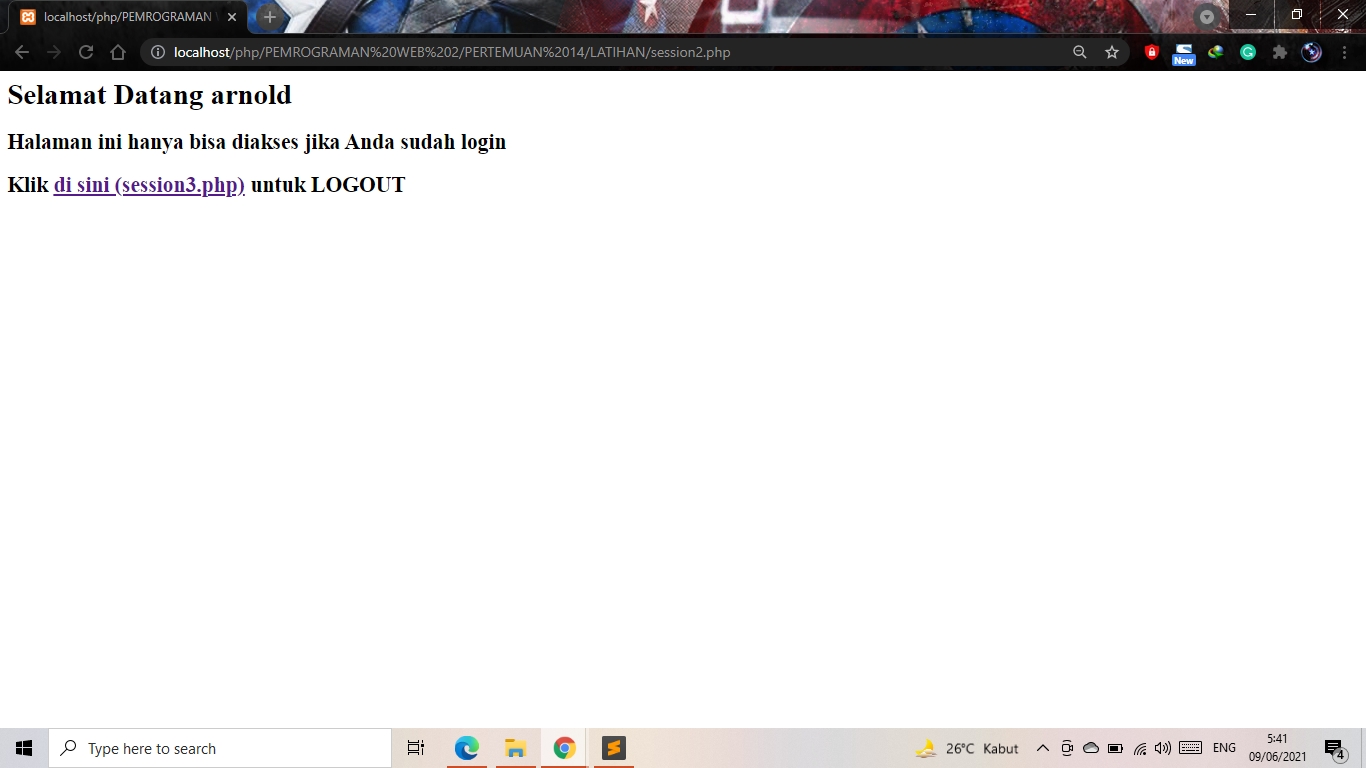 localhost/php/PEMROGRAMAN W
localhost/php/PEMROGRAMAN%20WEB%202/PERTEMUAN%2014/LATIHAN/session2.php
New
Selamat Datang arnold
Halaman ini hanya bisa diakses jika Anda sudah login
Klik di sini (session3.php) untuk LOGOUT
Type here to search
26°C Kabut
ENG
5:41
09/06/2021
4